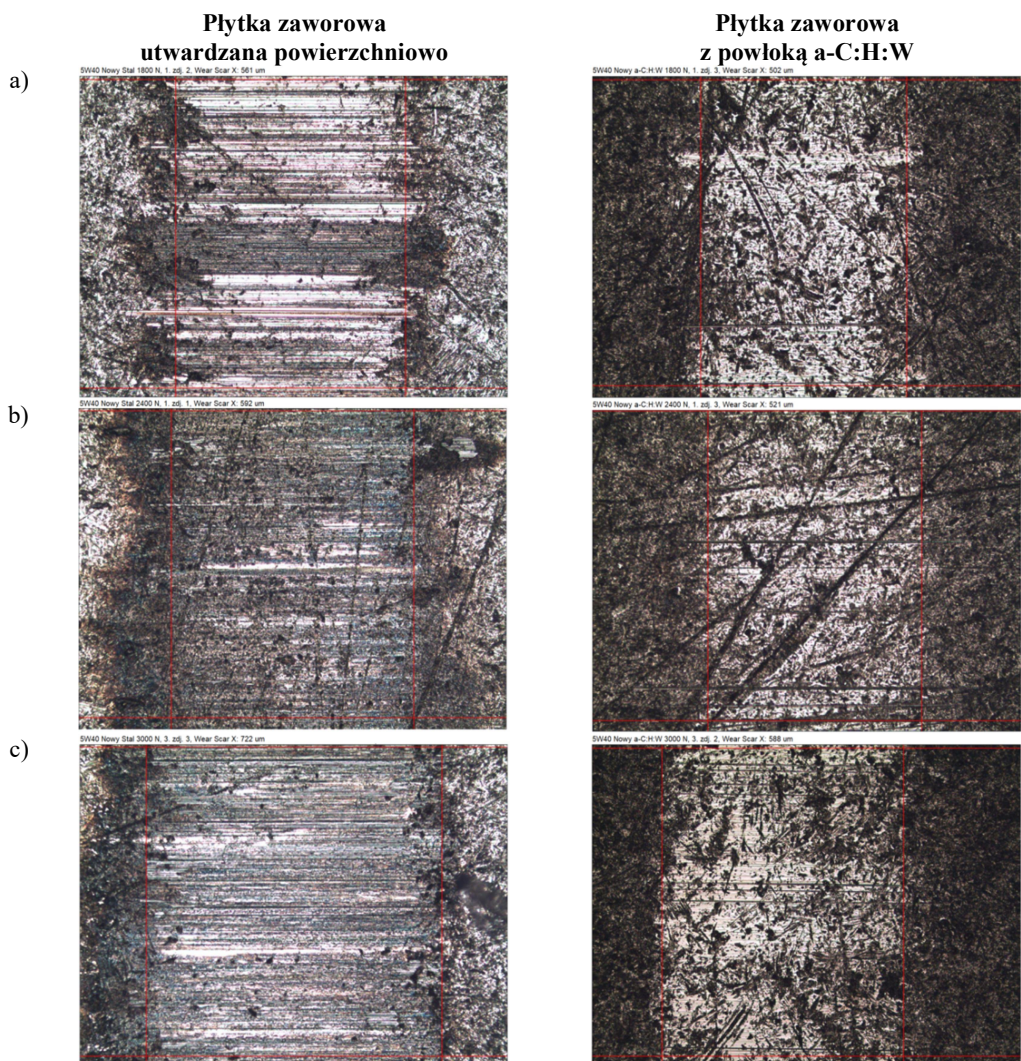 Płytka zaworowa
utwardzana powierzchniowo
Płytka zaworowa
z powłoką a-C:H:W
a)
5W40 Nowy Stal 1800 N, 1. zdj. 2, Wear Scar X: 561 um
5W40 Nowy a-C:H:W 1800 N, 1. zdj. 3, Wear Scar X: 502 um
b)
5W40 Nowy Stal 2400 N, 1. zdj. 1, Wear Scar X: 592 um
5W40 Nowy a-C:H:W 2400 N, 1. zdj. 3, Wear Scar X: 521 um
c)
5W40 Nowy Stal 3000 N, 3. zdj. 3, Wear Scar X: 722 um
5W40 Nowy a-C:H:W 3000 N, 3. zdj. 2, Wear Scar X: 588 um